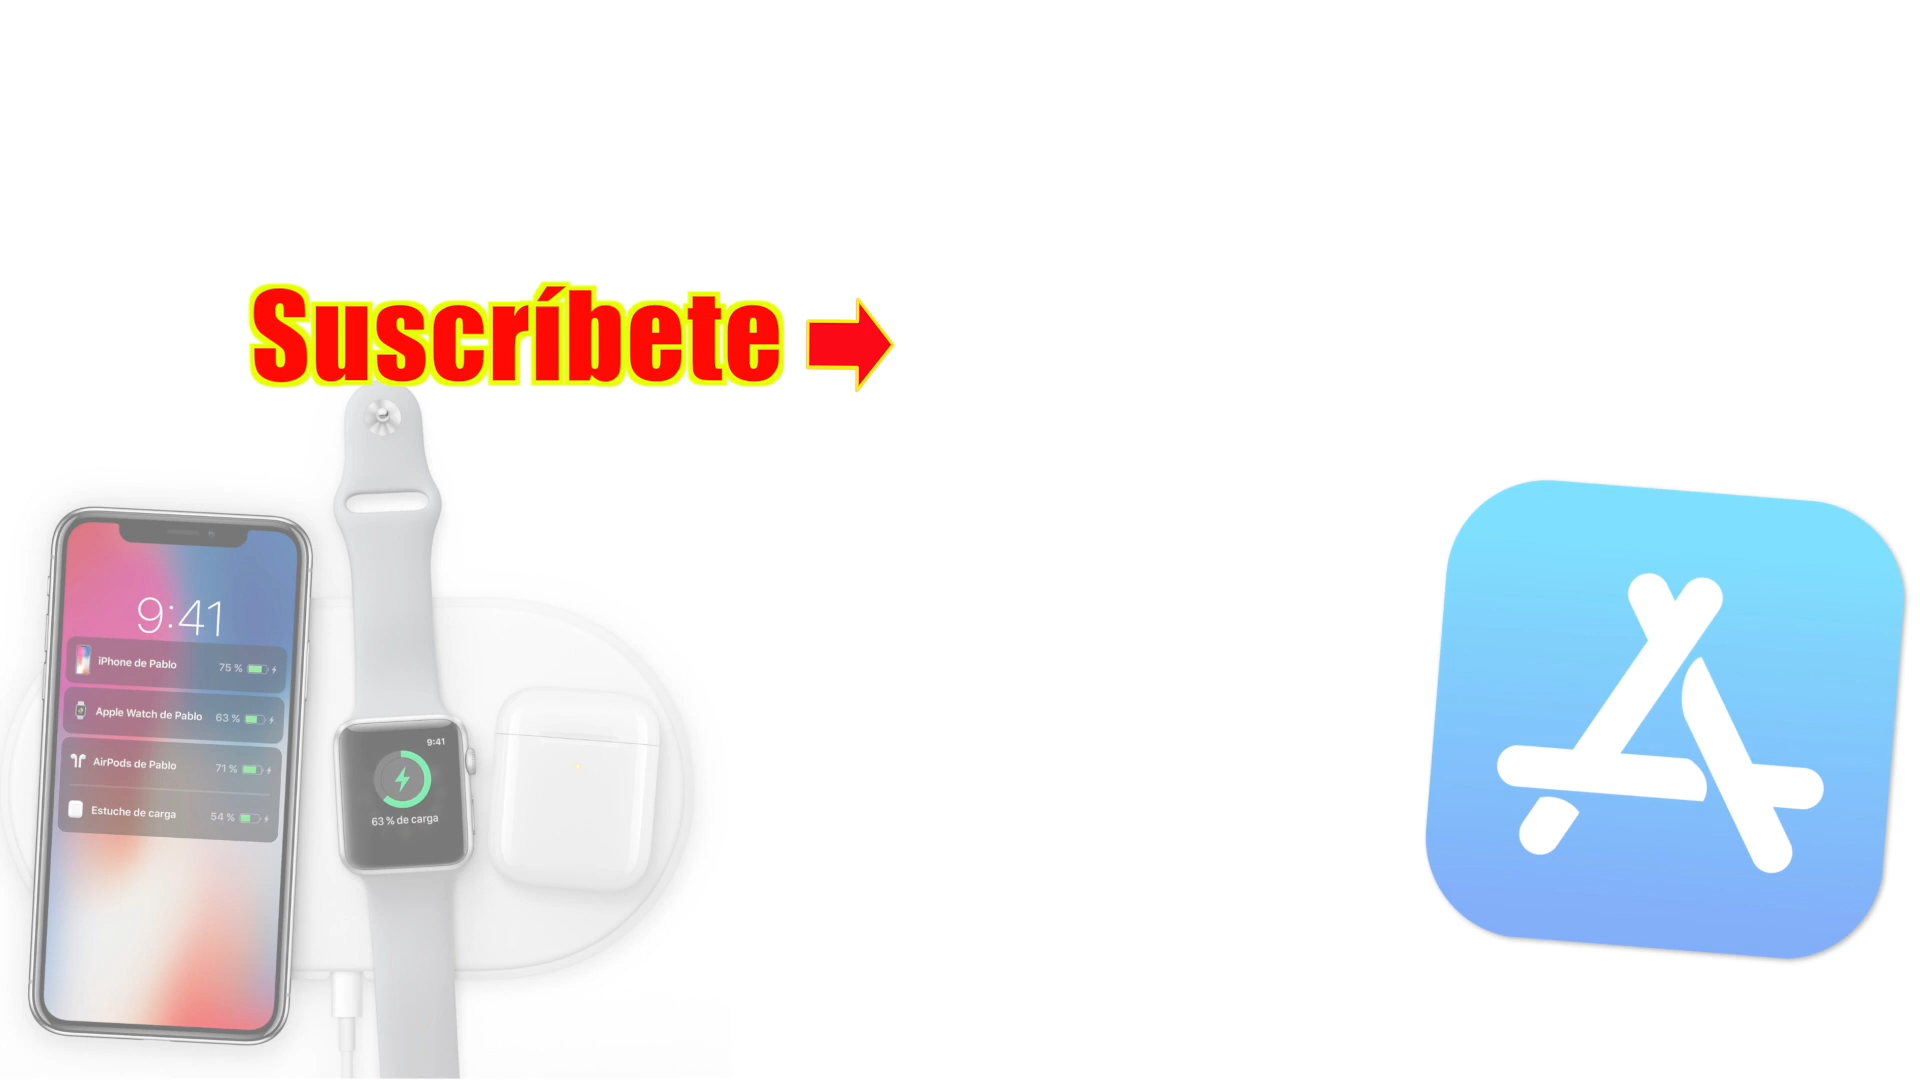 Suscríbete
9:41
iPhone de Pablo 75 %
Apple Watch de Pablo 63 %
AirPods de Pablo 71 %
Estuche de carga 54 %
9:41
63 % de carga